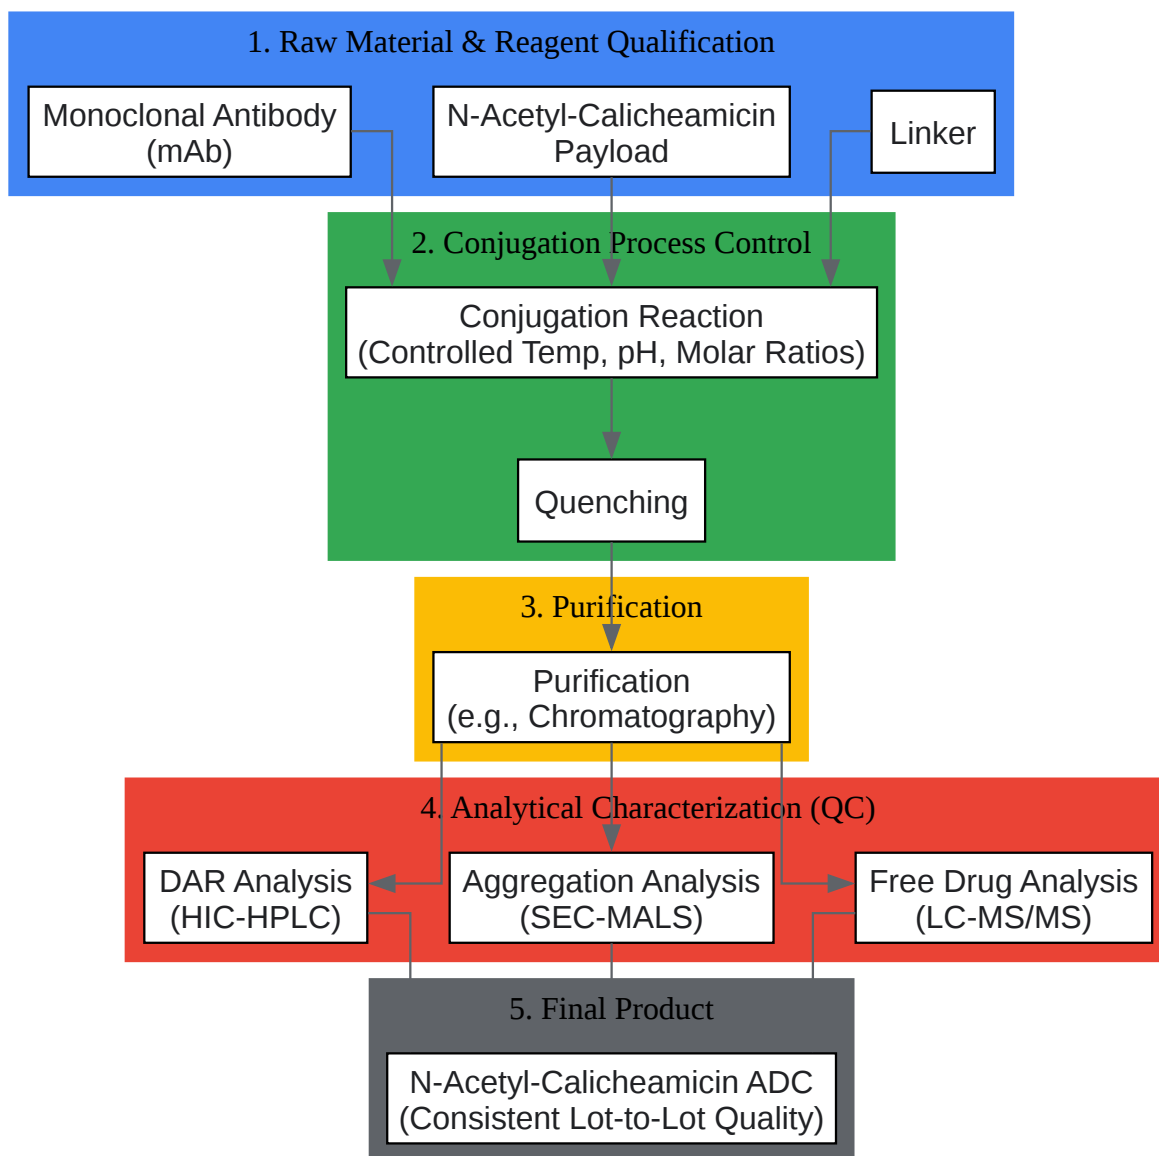 1. Raw Material & Reagent Qualification
Monoclonal Antibody
(mAb)
N-Acetyl-Calicheamicin
Payload
Linker
2. Conjugation Process Control
Conjugation Reaction
(Controlled Temp, pH, Molar Ratios)
Quenching
3. Purification
Purification
(e.g., Chromatography)
4. Analytical Characterization (QC)
DAR Analysis
(HIC-HPLC)
Aggregation Analysis
(SEC-MALS)
Free Drug Analysis
(LC-MS/MS)
5. Final Product
N-Acetyl-Calicheamicin ADC
(Consistent Lot-to-Lot Quality)